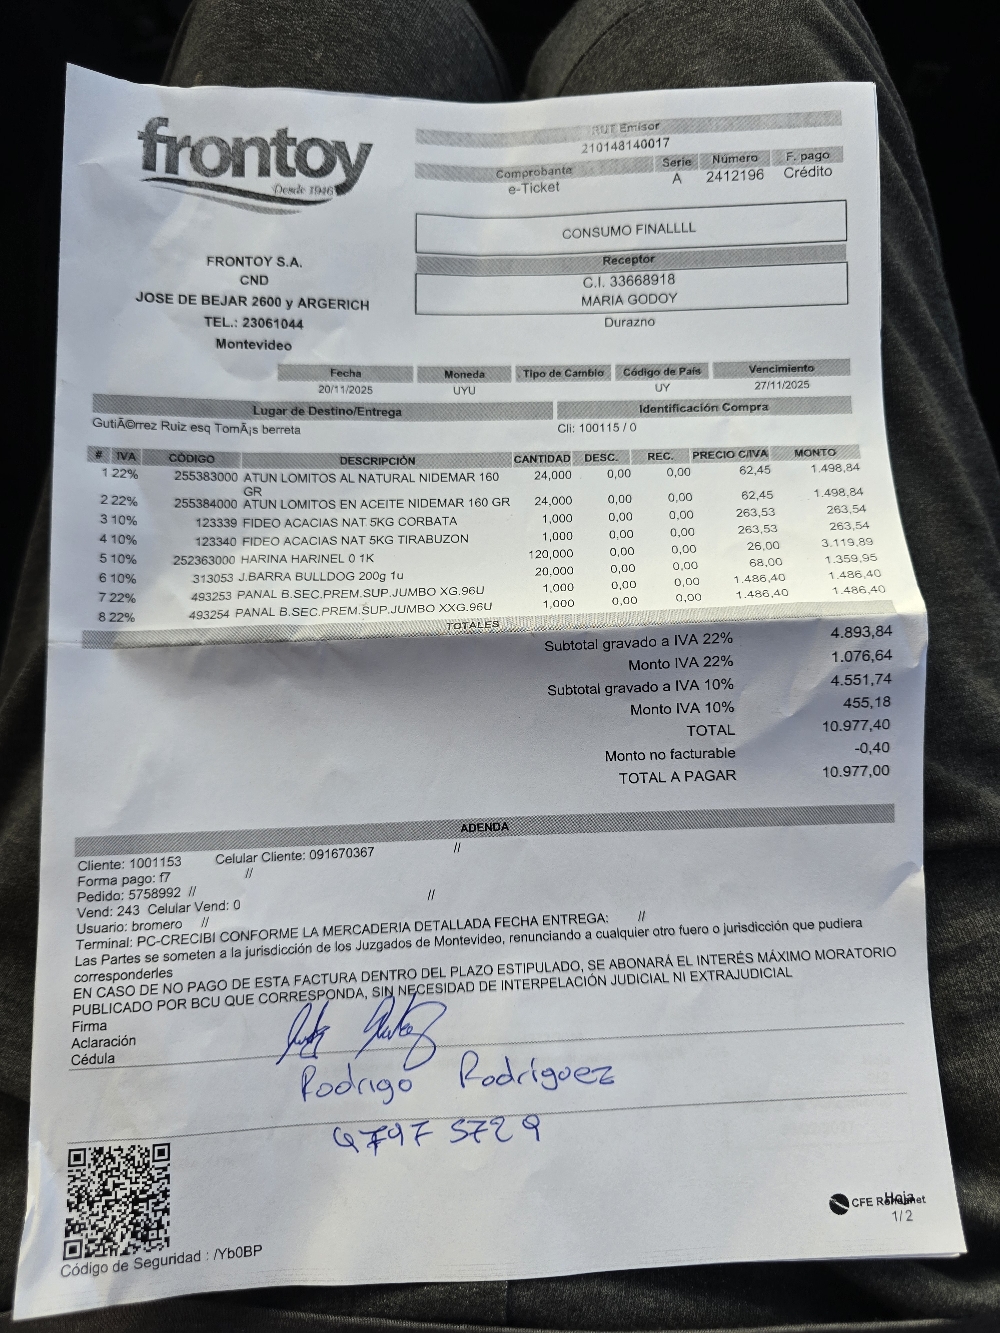 frontoy
Desde 1946
FRONTOY S.A.
CND
JOSE DE BEJAR 2600 y ARGERICH
TEL.: 23061044
Montevideo
RUT Emisor
210148140017
Comprobante Serie Número F. pago
e-Ticket A 2412196 Crédito
CONSUMO FINALLLL
Receptor
C.I. 33668918
MARIA GODOY
Durazno
Fecha Moneda Tipo de Cambio Código de País Vencimiento
20/11/2025 UYU UY 27/11/2025
Lugar de Destino/Entrega Identificación Compra
GutiÃ©rrez Ruiz esq TomÃ¡s berreta Cli: 100115 / 0
# IVA CÓDIGO DESCRIPCIÓN CANTIDAD DESC. REC. PRECIO C/IVA MONTO
1 22% 255383000 ATUN LOMITOS AL NATURAL NIDEMAR 160 24,000 0,00 0,00 62,45 1.498,84
GR
2 22% 255384000 ATUN LOMITOS EN ACEITE NIDEMAR 160 GR 24,000 0,00 0,00 62,45 1.498,84
3 10% 123339 FIDEO ACACIAS NAT 5KG CORBATA 1,000 0,00 0,00 263,53 263,54
4 10% 123340 FIDEO ACACIAS NAT 5KG TIRABUZON 1,000 0,00 0,00 263,53 263,54
5 10% 252363000 HARINA HARINEL 0 1K 120,000 0,00 0,00 26,00 3.119,89
6 10% 313053 J.BARRA BULLDOG 200g 1u 20,000 0,00 0,00 68,00 1.359,95
7 22% 493253 PANAL B.SEC.PREM.SUP.JUMBO XG.96U 1,000 0,00 0,00 1.486,40 1.486,40
8 22% 493254 PANAL B.SEC.PREM.SUP.JUMBO XXG.96U 1,000 0,00 0,00 1.486,40 1.486,40
TOTALES
Subtotal gravado a IVA 22% 4.893,84
Monto IVA 22% 1.076,64
Subtotal gravado a IVA 10% 4.551,74
Monto IVA 10% 455,18
TOTAL 10.977,40
Monto no facturable -0,40
TOTAL A PAGAR 10.977,00
ADENDA
Cliente: 1001153 Celular Cliente: 091670367 //
Forma pago: f7 //
Pedido: 5758992 //
Vend: 243 Celular Vend: 0 //
Usuario: bromero //
Terminal: PC-CRECIBI CONFORME LA MERCADERIA DETALLADA FECHA ENTREGA: //
Las Partes se someten a la jurisdicción de los Juzgados de Montevideo, renunciando a cualquier otro fuero o jurisdicción que pudiera
corresponderles
EN CASO DE NO PAGO DE ESTA FACTURA DENTRO DEL PLAZO ESTIPULADO, SE ABONARÁ EL INTERÉS MÁXIMO MORATORIO
PUBLICADO POR BCU QUE CORRESPONDA, SIN NECESIDAD DE INTERPELACIÓN JUDICIAL NI EXTRAJUDICIAL
Firma
Aclaración
Cédula
Rodrigo Rodríguez
Código de Seguridad : /Yb0BP
CFE
Hoja
1/2